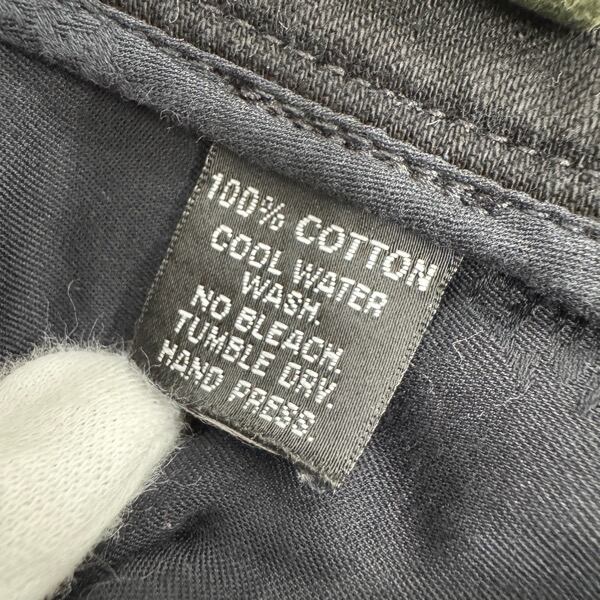 100% COTTON
COOL WATER
WASH.
NO BLEACH.
TUMBLE DRY.
HAND PRESS.